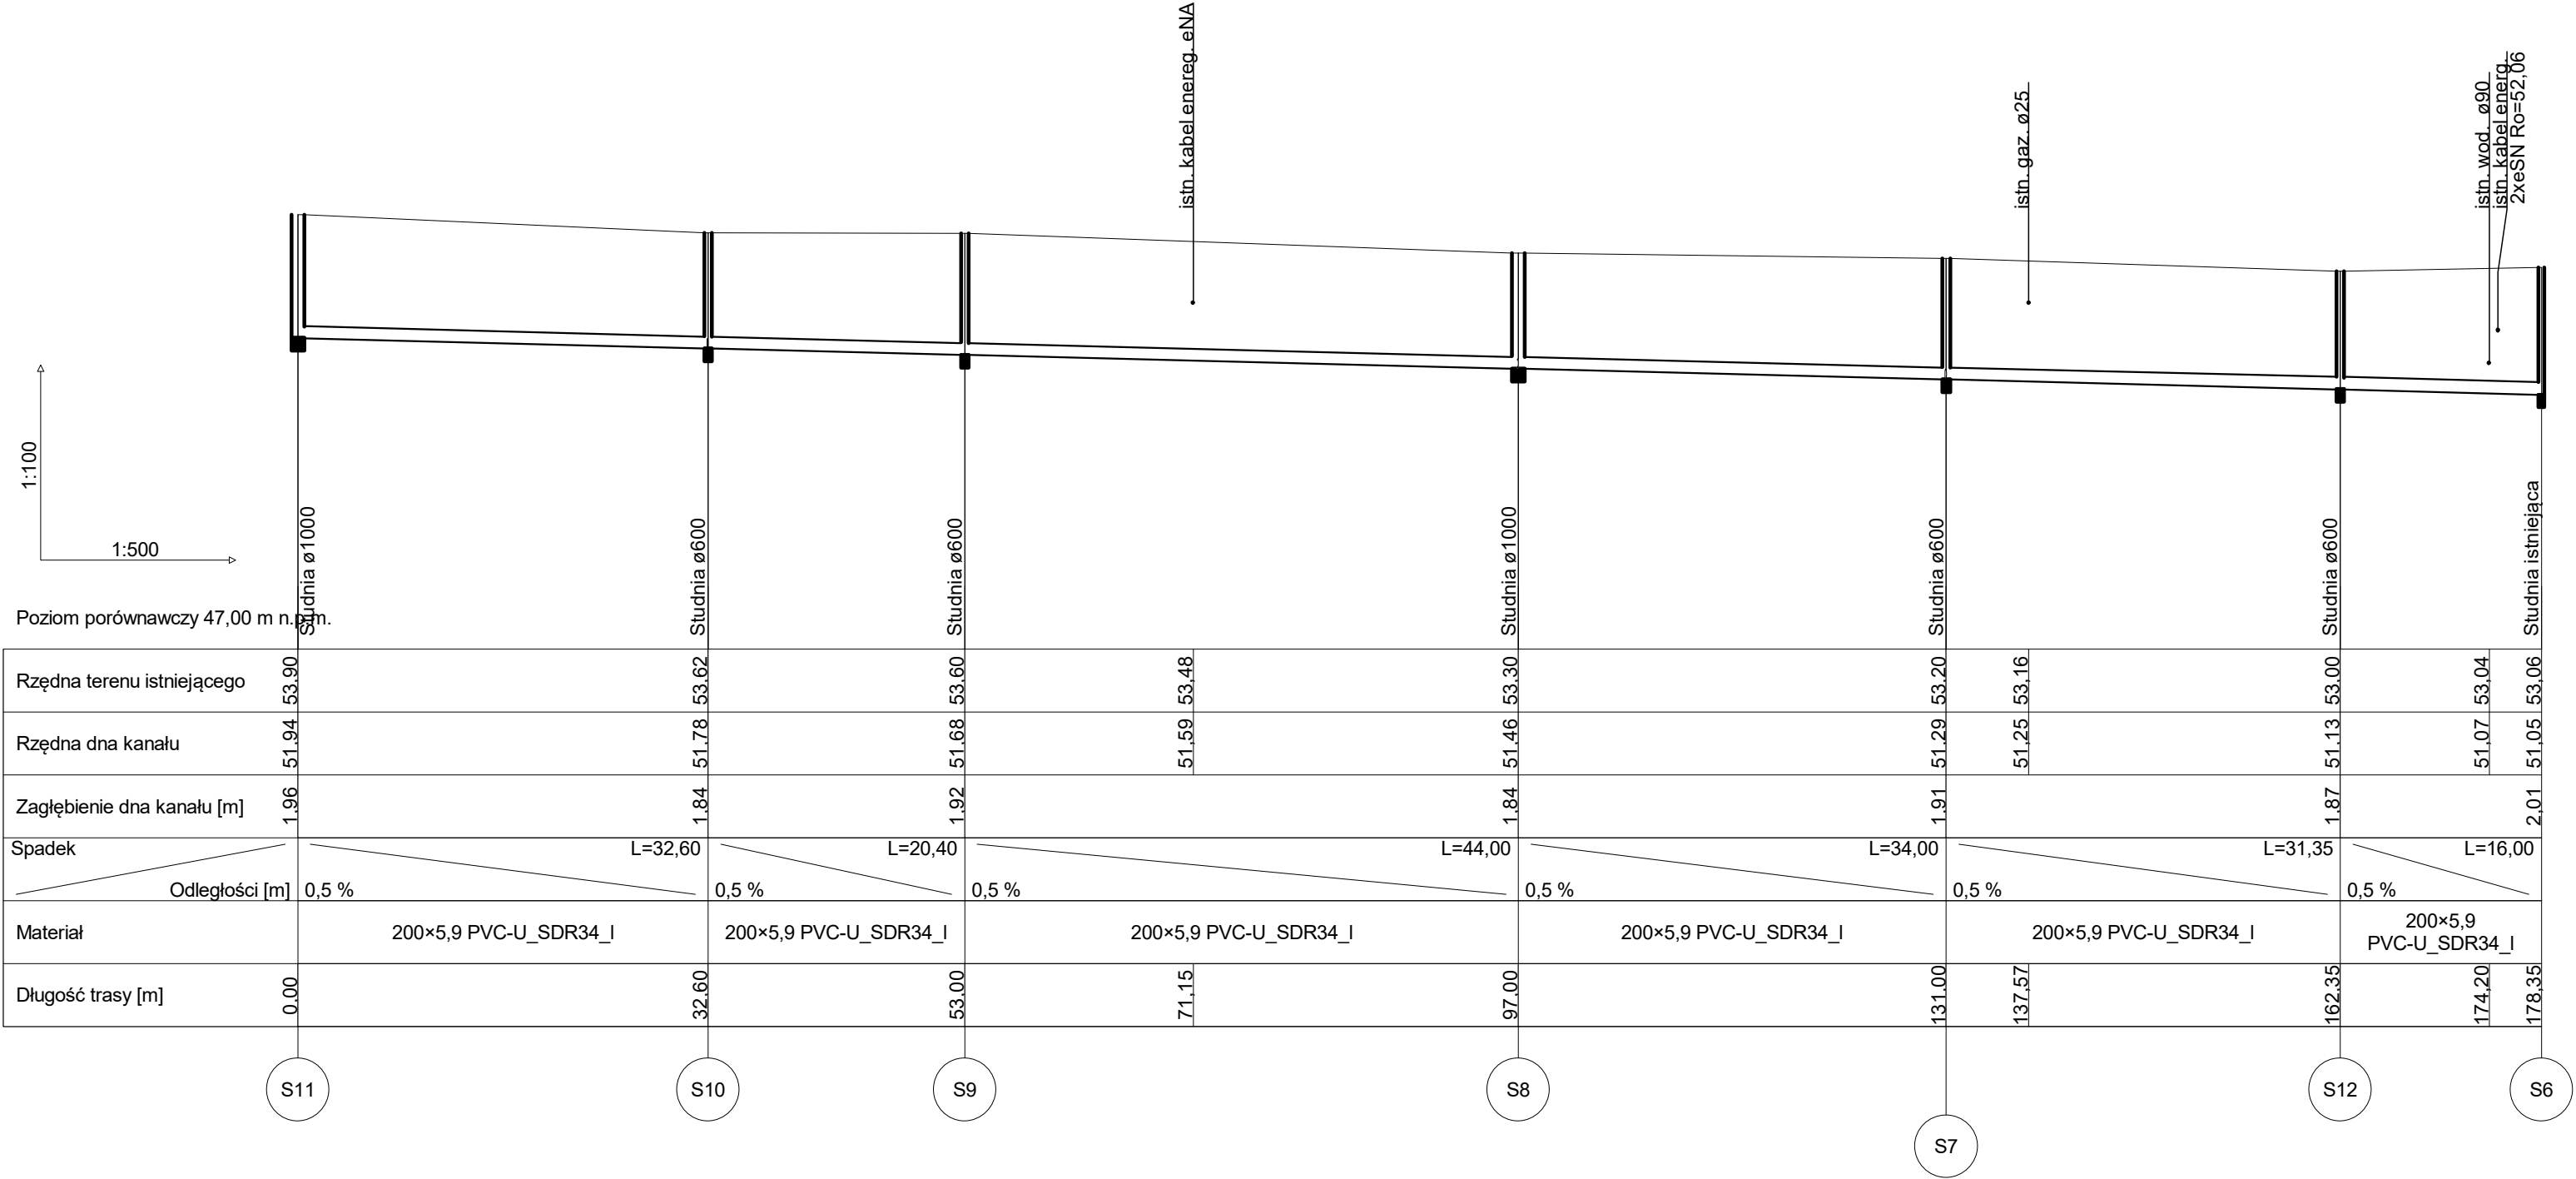 istn. kabel enereg. eNA
istn. gaz. ø25
istn. wod. ø90
istn. kabel energ.
2xeSN Ro=52,06
1:100
1:500
Studnia ø1000
Studnia ø600
Studnia ø600
Studnia ø1000
Studnia ø600
Studnia ø600
Studnia istniejąca
Poziom porównawczy 47,00 m n.p.m.
Rzędna terenu istniejącego 53.90 53.62 53.60 53,48 53.30 53.20 53,16 53.00 53,04 53,06
Rzędna dna kanału 51.94 51.78 51.68 51,59 51.46 51.29 51,25 51.13 51,07 51,05
Zagłębienie dna kanału [m] 1.96 1.84 1.92 1.84 1.91 1.87 2,01
Spadek L=32,60 L=20,40 L=44,00 L=34,00 L=31,35 L=16,00
Odległości [m] 0,5 % 0,5 % 0,5 % 0,5 % 0,5 % 0,5 %
Materiał 200×5,9 PVC-U_SDR34_l 200×5,9 PVC-U_SDR34_l 200×5,9 PVC-U_SDR34_l 200×5,9 PVC-U_SDR34_l 200×5,9 PVC-U_SDR34_l 200×5,9
PVC-U_SDR34_l
Długość trasy [m] 0.00 32.60 53.00 71,15 97.00 131.00 137,57 162.35 174,20 178,35
S11 S10 S9 S8 S12 S6
S7